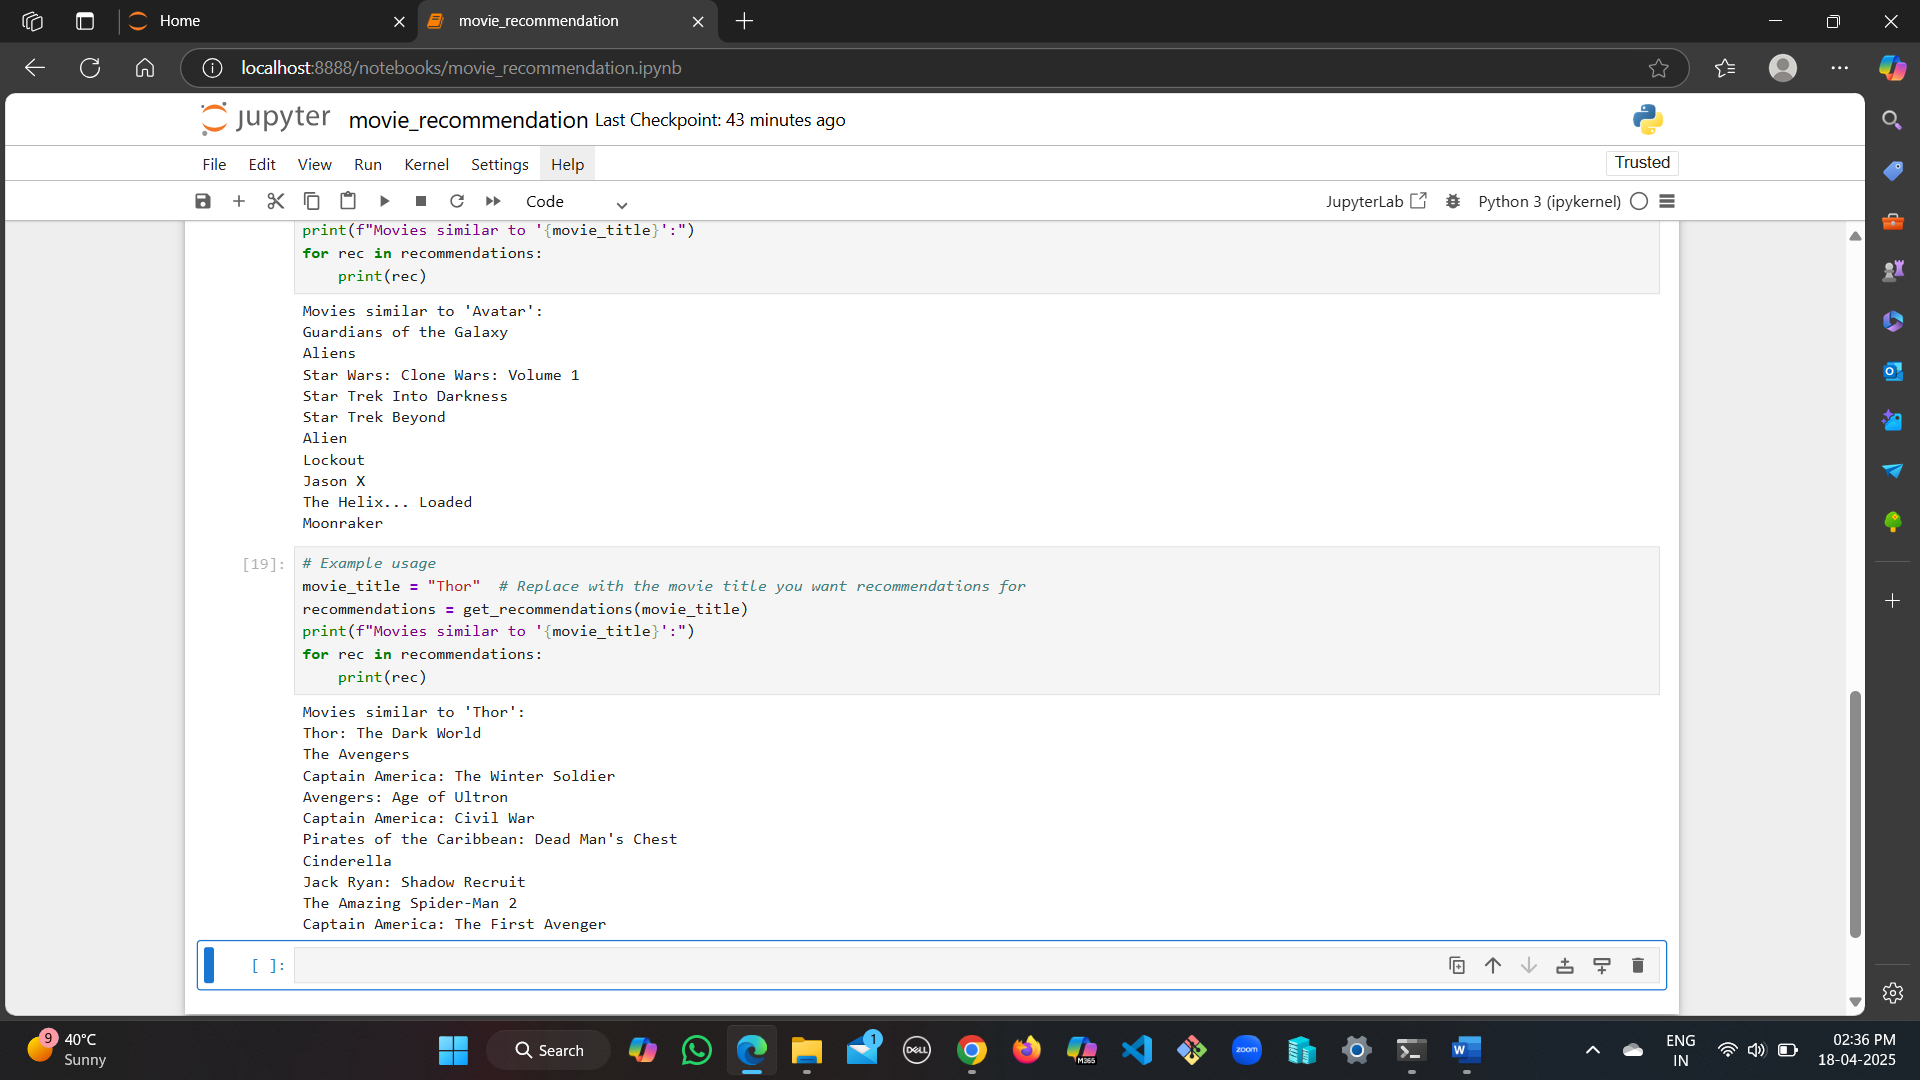 Home
movie_recommendation
localhost:8888/notebooks/movie_recommendation.ipynb
jupyter movie_recommendation Last Checkpoint: 43 minutes ago
File Edit View Run Kernel Settings Help Trusted
Code JupyterLab Python 3 (ipykernel)
print(f"Movies similar to '{movie_title}':")
for rec in recommendations:
    print(rec)
Movies similar to 'Avatar':
Guardians of the Galaxy
Aliens
Star Wars: Clone Wars: Volume 1
Star Trek Into Darkness
Star Trek Beyond
Alien
Lockout
Jason X
The Helix... Loaded
Moonraker
[19]: # Example usage
movie_title = "Thor"  # Replace with the movie title you want recommendations for
recommendations = get_recommendations(movie_title)
print(f"Movies similar to '{movie_title}':")
for rec in recommendations:
    print(rec)
Movies similar to 'Thor':
Thor: The Dark World
The Avengers
Captain America: The Winter Soldier
Avengers: Age of Ultron
Captain America: Civil War
Pirates of the Caribbean: Dead Man's Chest
Cinderella
Jack Ryan: Shadow Recruit
The Amazing Spider-Man 2
Captain America: The First Avenger
[ ]:
9 40°C
Sunny
Search
1
DELL
M365
zoom
W
ENG
IN
02:36 PM
18-04-2025